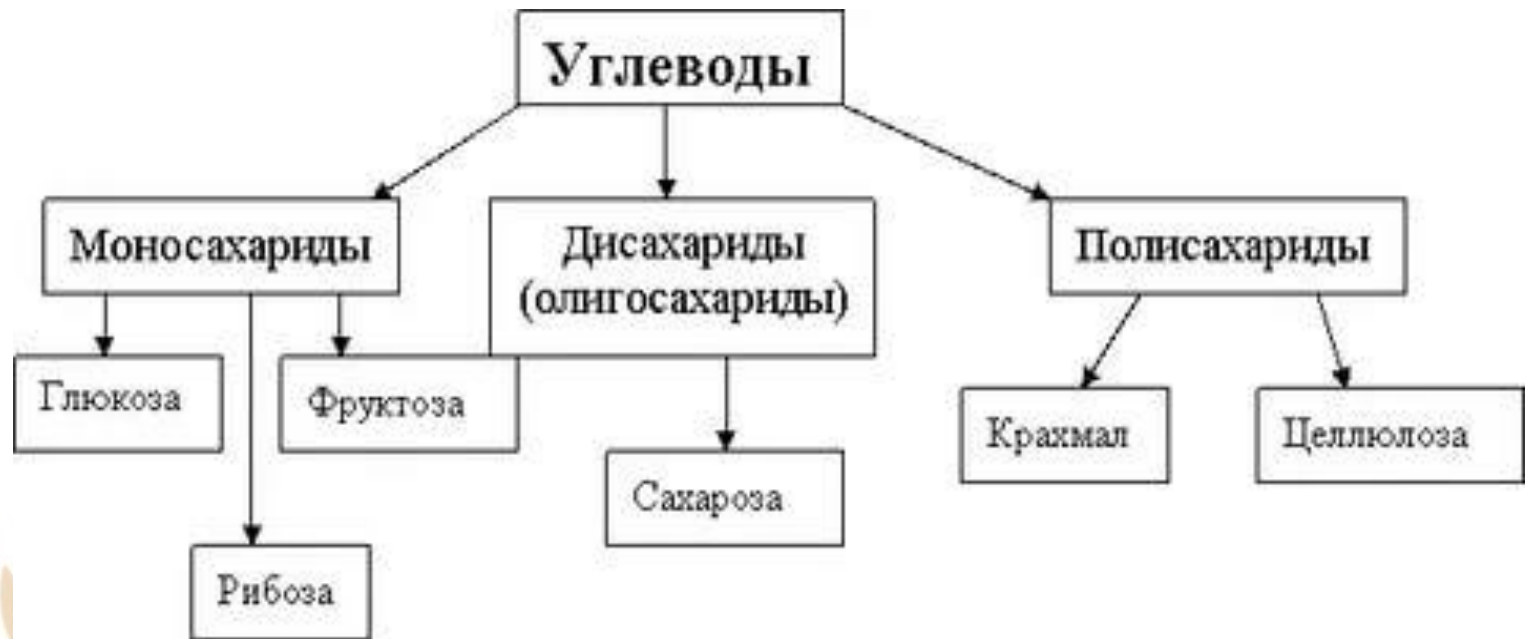 Углеводы
Моносахариды
Дисахариды
(олигосахариды)
Полисахариды
Глюкоза
Фруктоза
Крахмал
Целлюлоза
Сахароза
Рибоза